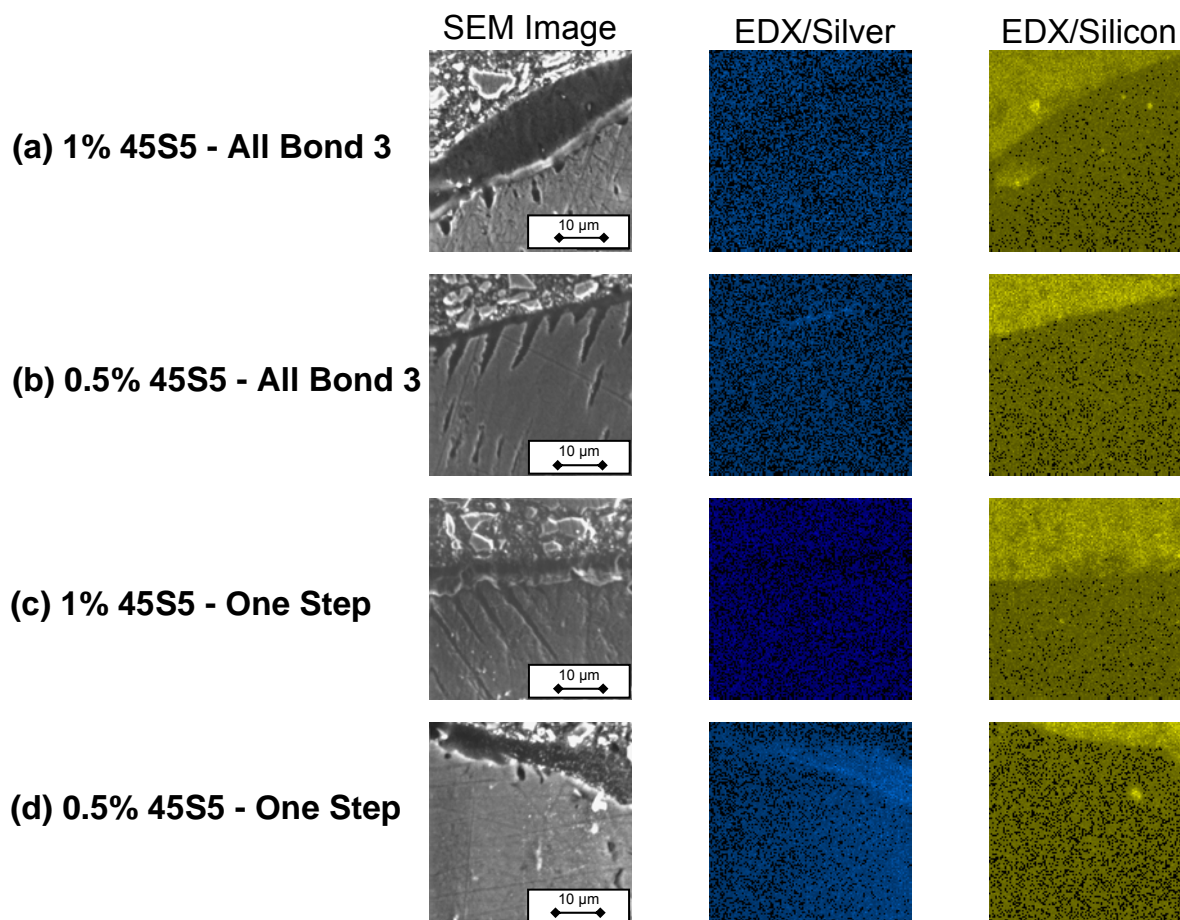 SEM Image EDX/Silver EDX/Silicon
(a) 1% 45S5 - All Bond 3
10 µm
(b) 0.5% 45S5 - All Bond 3
10 µm
(c) 1% 45S5 - One Step
10 µm
(d) 0.5% 45S5 - One Step
10 µm